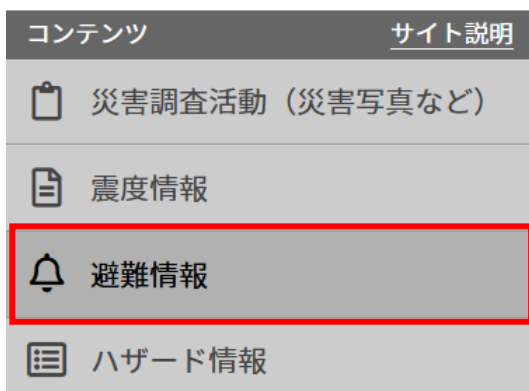 コンテンツ サイト説明
災害調査活動（災害写真など）
震度情報
避難情報
ハザード情報